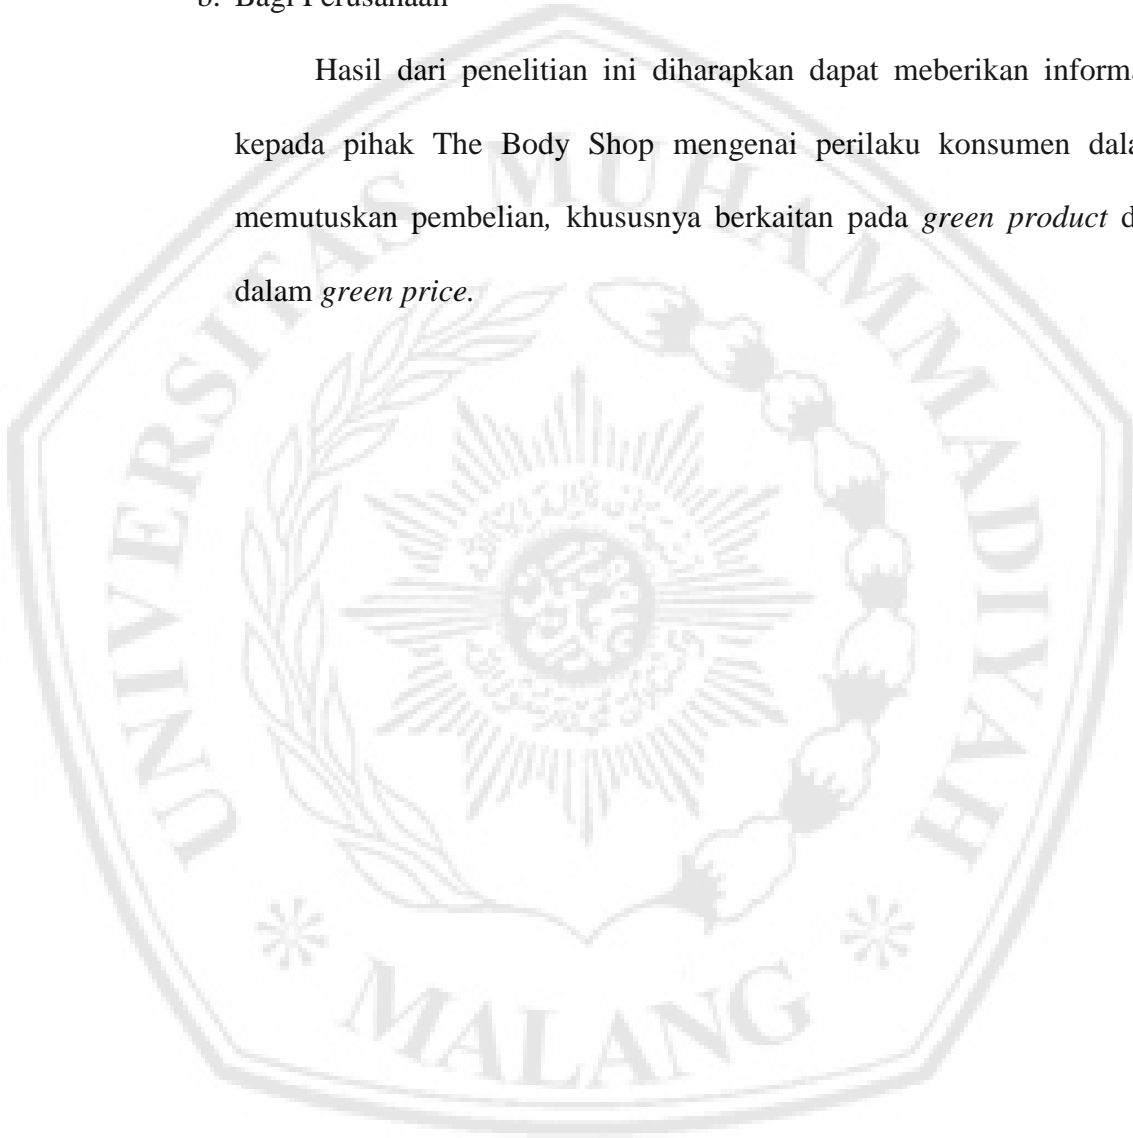 b. Bagi Perusahaan
Hasil dari penelitian ini diharapkan dapat meberikan informa
kepada pihak The Body Shop mengenai perilaku konsumen dala
memutuskan pembelian, khususnya berkaitan pada green product d
dalam green price.
UNIVERSITAS MUHAMMADIYAH
MALANG